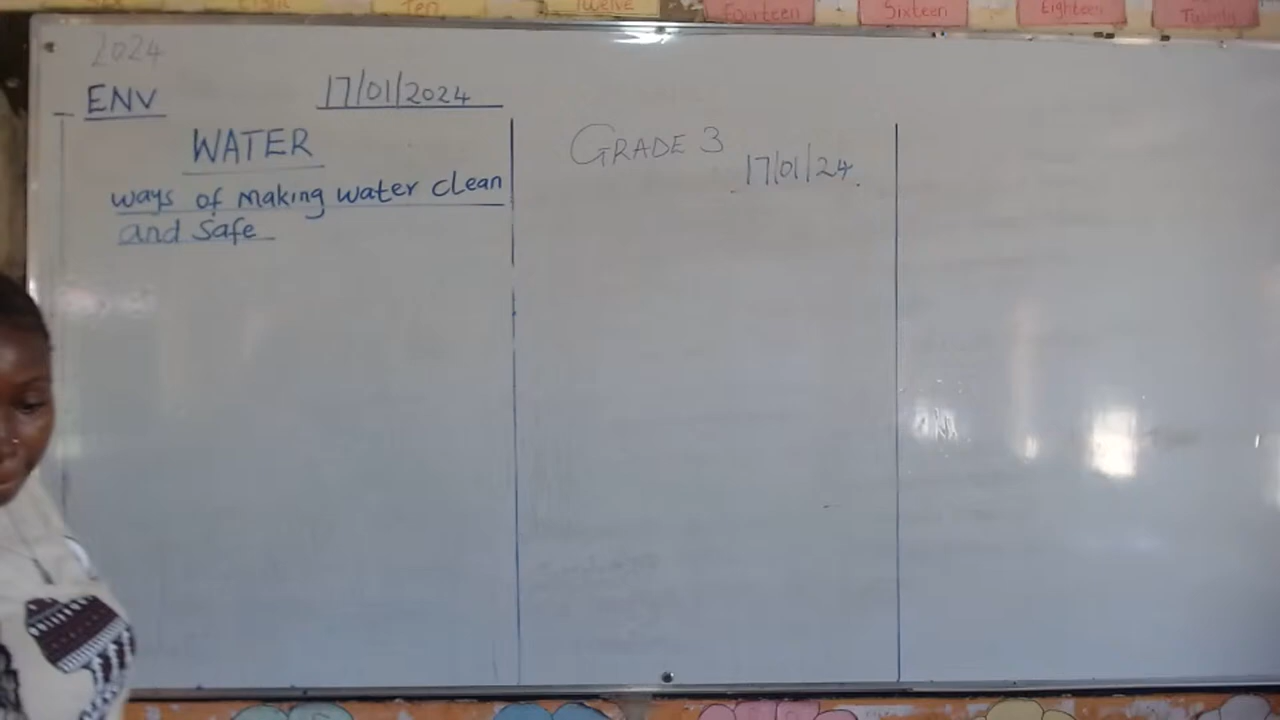 Ten
Twelve
Fourteen
Sixteen
Eighteen
Twenty
2024
ENV 17/01/2024
WATER
ways of making water clean
and Safe
GRADE 3
17/01/24.